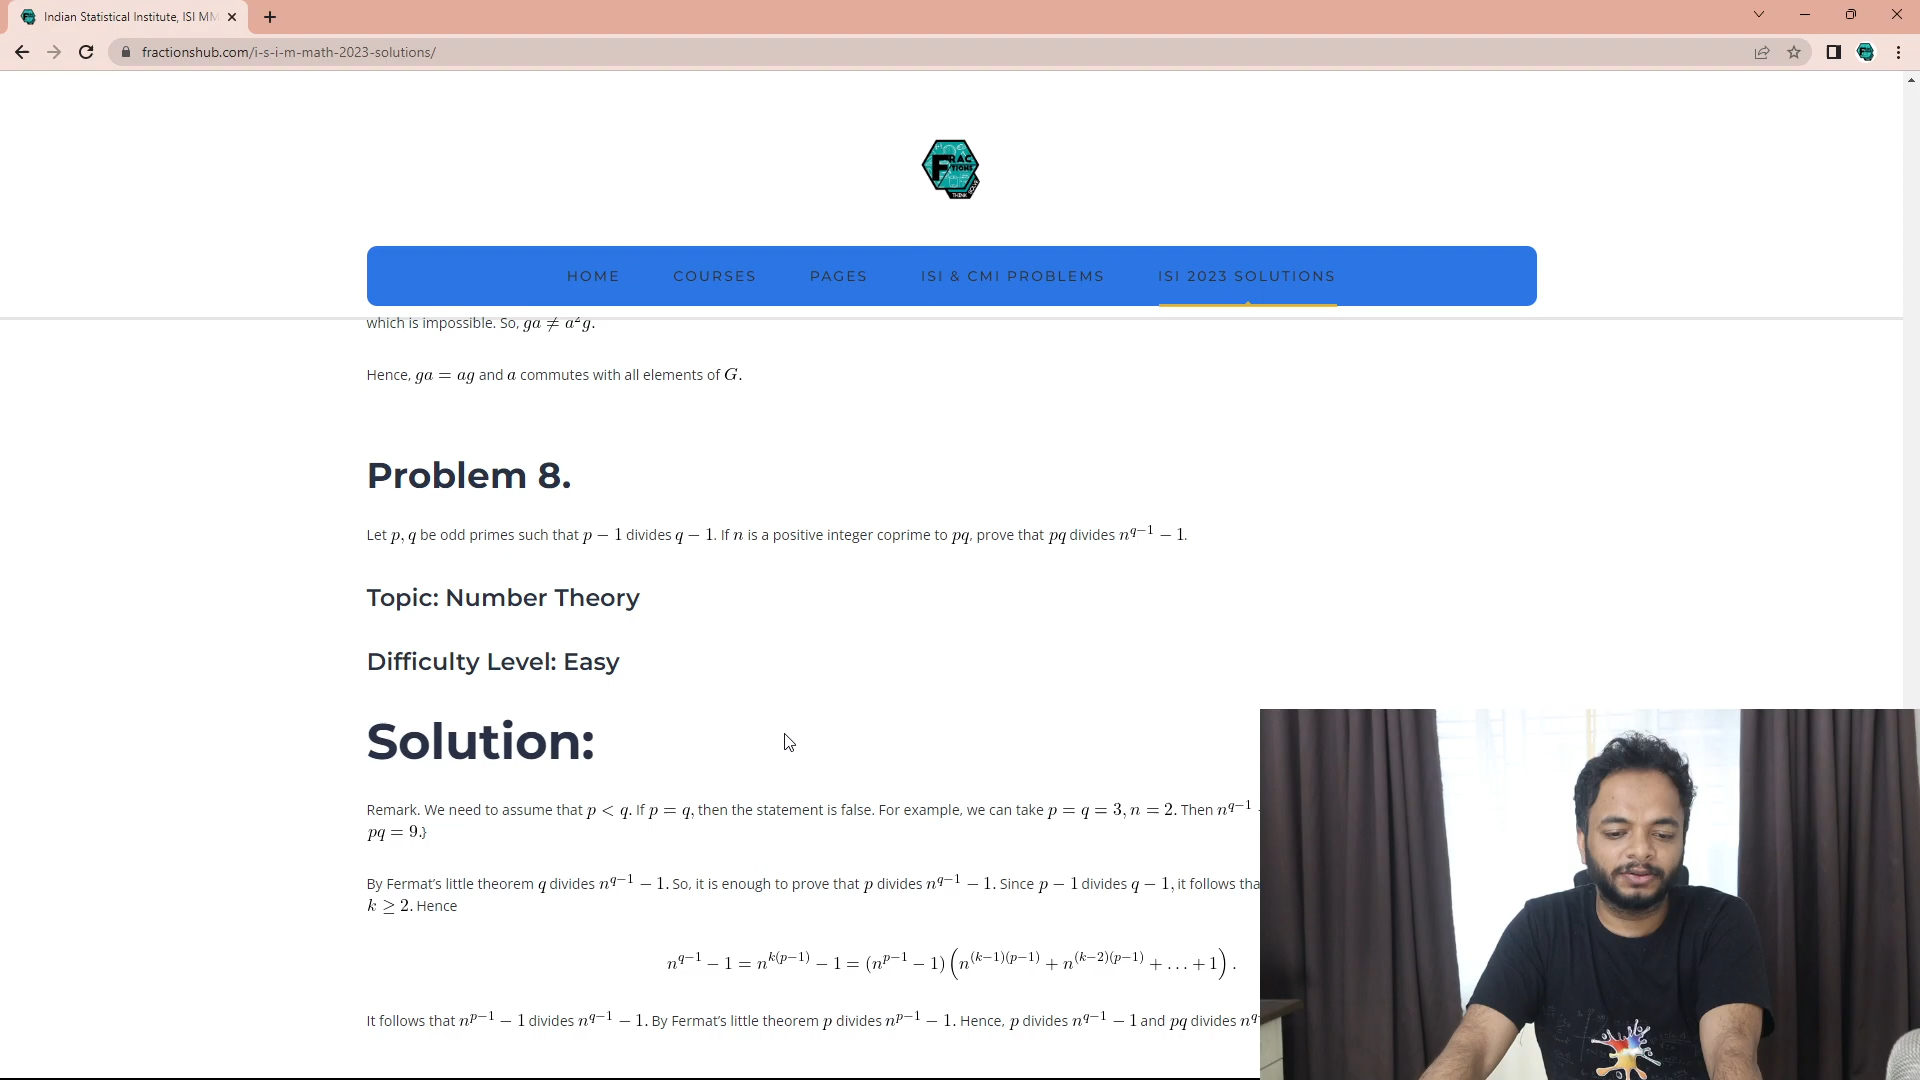 Indian Statistical Institute, ISI MM
fractionshub.com/i-s-i-m-math-2023-solutions/
FRAC
TIONS
THINK
HOME COURSES PAGES ISI & CMI PROBLEMS ISI 2023 SOLUTIONS
which is impossible. So, ga ≠ a²g.
Hence, ga = ag and a commutes with all elements of G.
Problem 8.
Let p, q be odd primes such that p − 1 divides q − 1. If n is a positive integer coprime to pq, prove that pq divides n^{q−1} − 1.
Topic: Number Theory
Difficulty Level: Easy
Solution:
Remark. We need to assume that p < q. If p = q, then the statement is false. For example, we can take p = q = 3, n = 2. Then n^{q−1}
pq = 9.}
By Fermat’s little theorem q divides n^{q−1} − 1. So, it is enough to prove that p divides n^{q−1} − 1. Since p − 1 divides q − 1, it follows
k ≥ 2. Hence
n^{q−1} − 1 = n^{k(p−1)} − 1 = (n^{p−1} − 1) (n^{(k−1)(p−1)} + n^{(k−2)(p−1)} + … + 1) .
It follows that n^{p−1} − 1 divides n^{q−1} − 1. By Fermat’s little theorem p divides n^{p−1} − 1. Hence, p divides n^{q−1} − 1 and pq divides